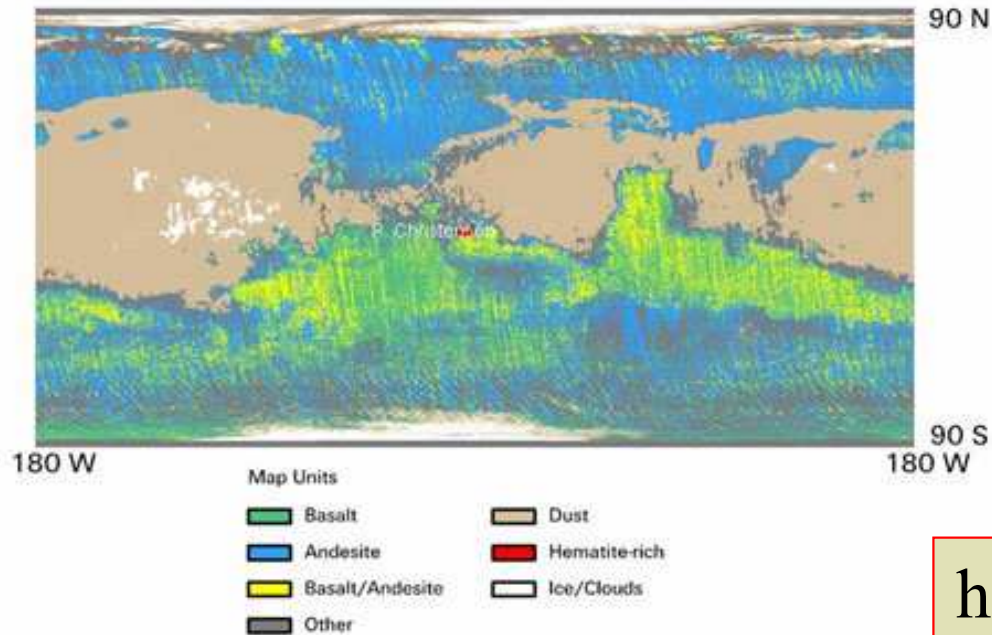 90 N
P. Christensen
90 S
180 W
180 W
Map Units
Basalt
Dust
Andesite
Hematite-rich
Basalt/Andesite
Ice/Clouds
Other
h